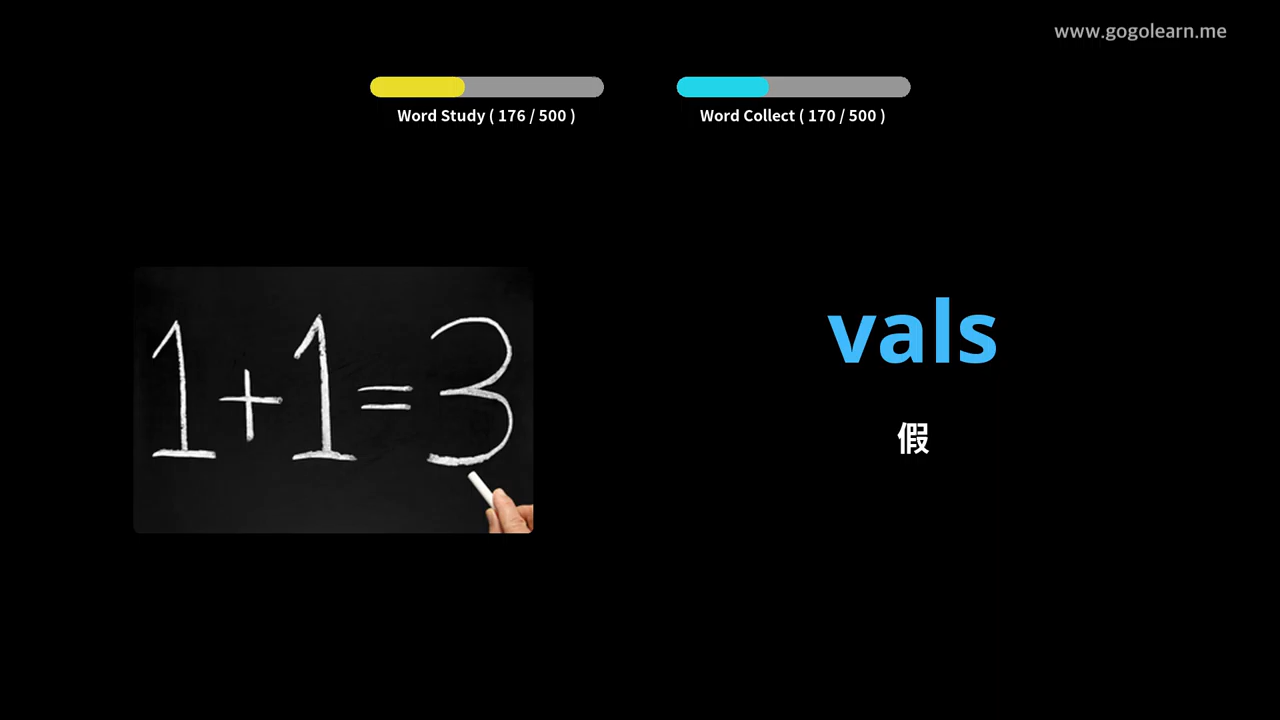 www.gogolearn.me
Word Study ( 176 / 500 )
Word Collect ( 170 / 500 )
1+1=3
vals
假